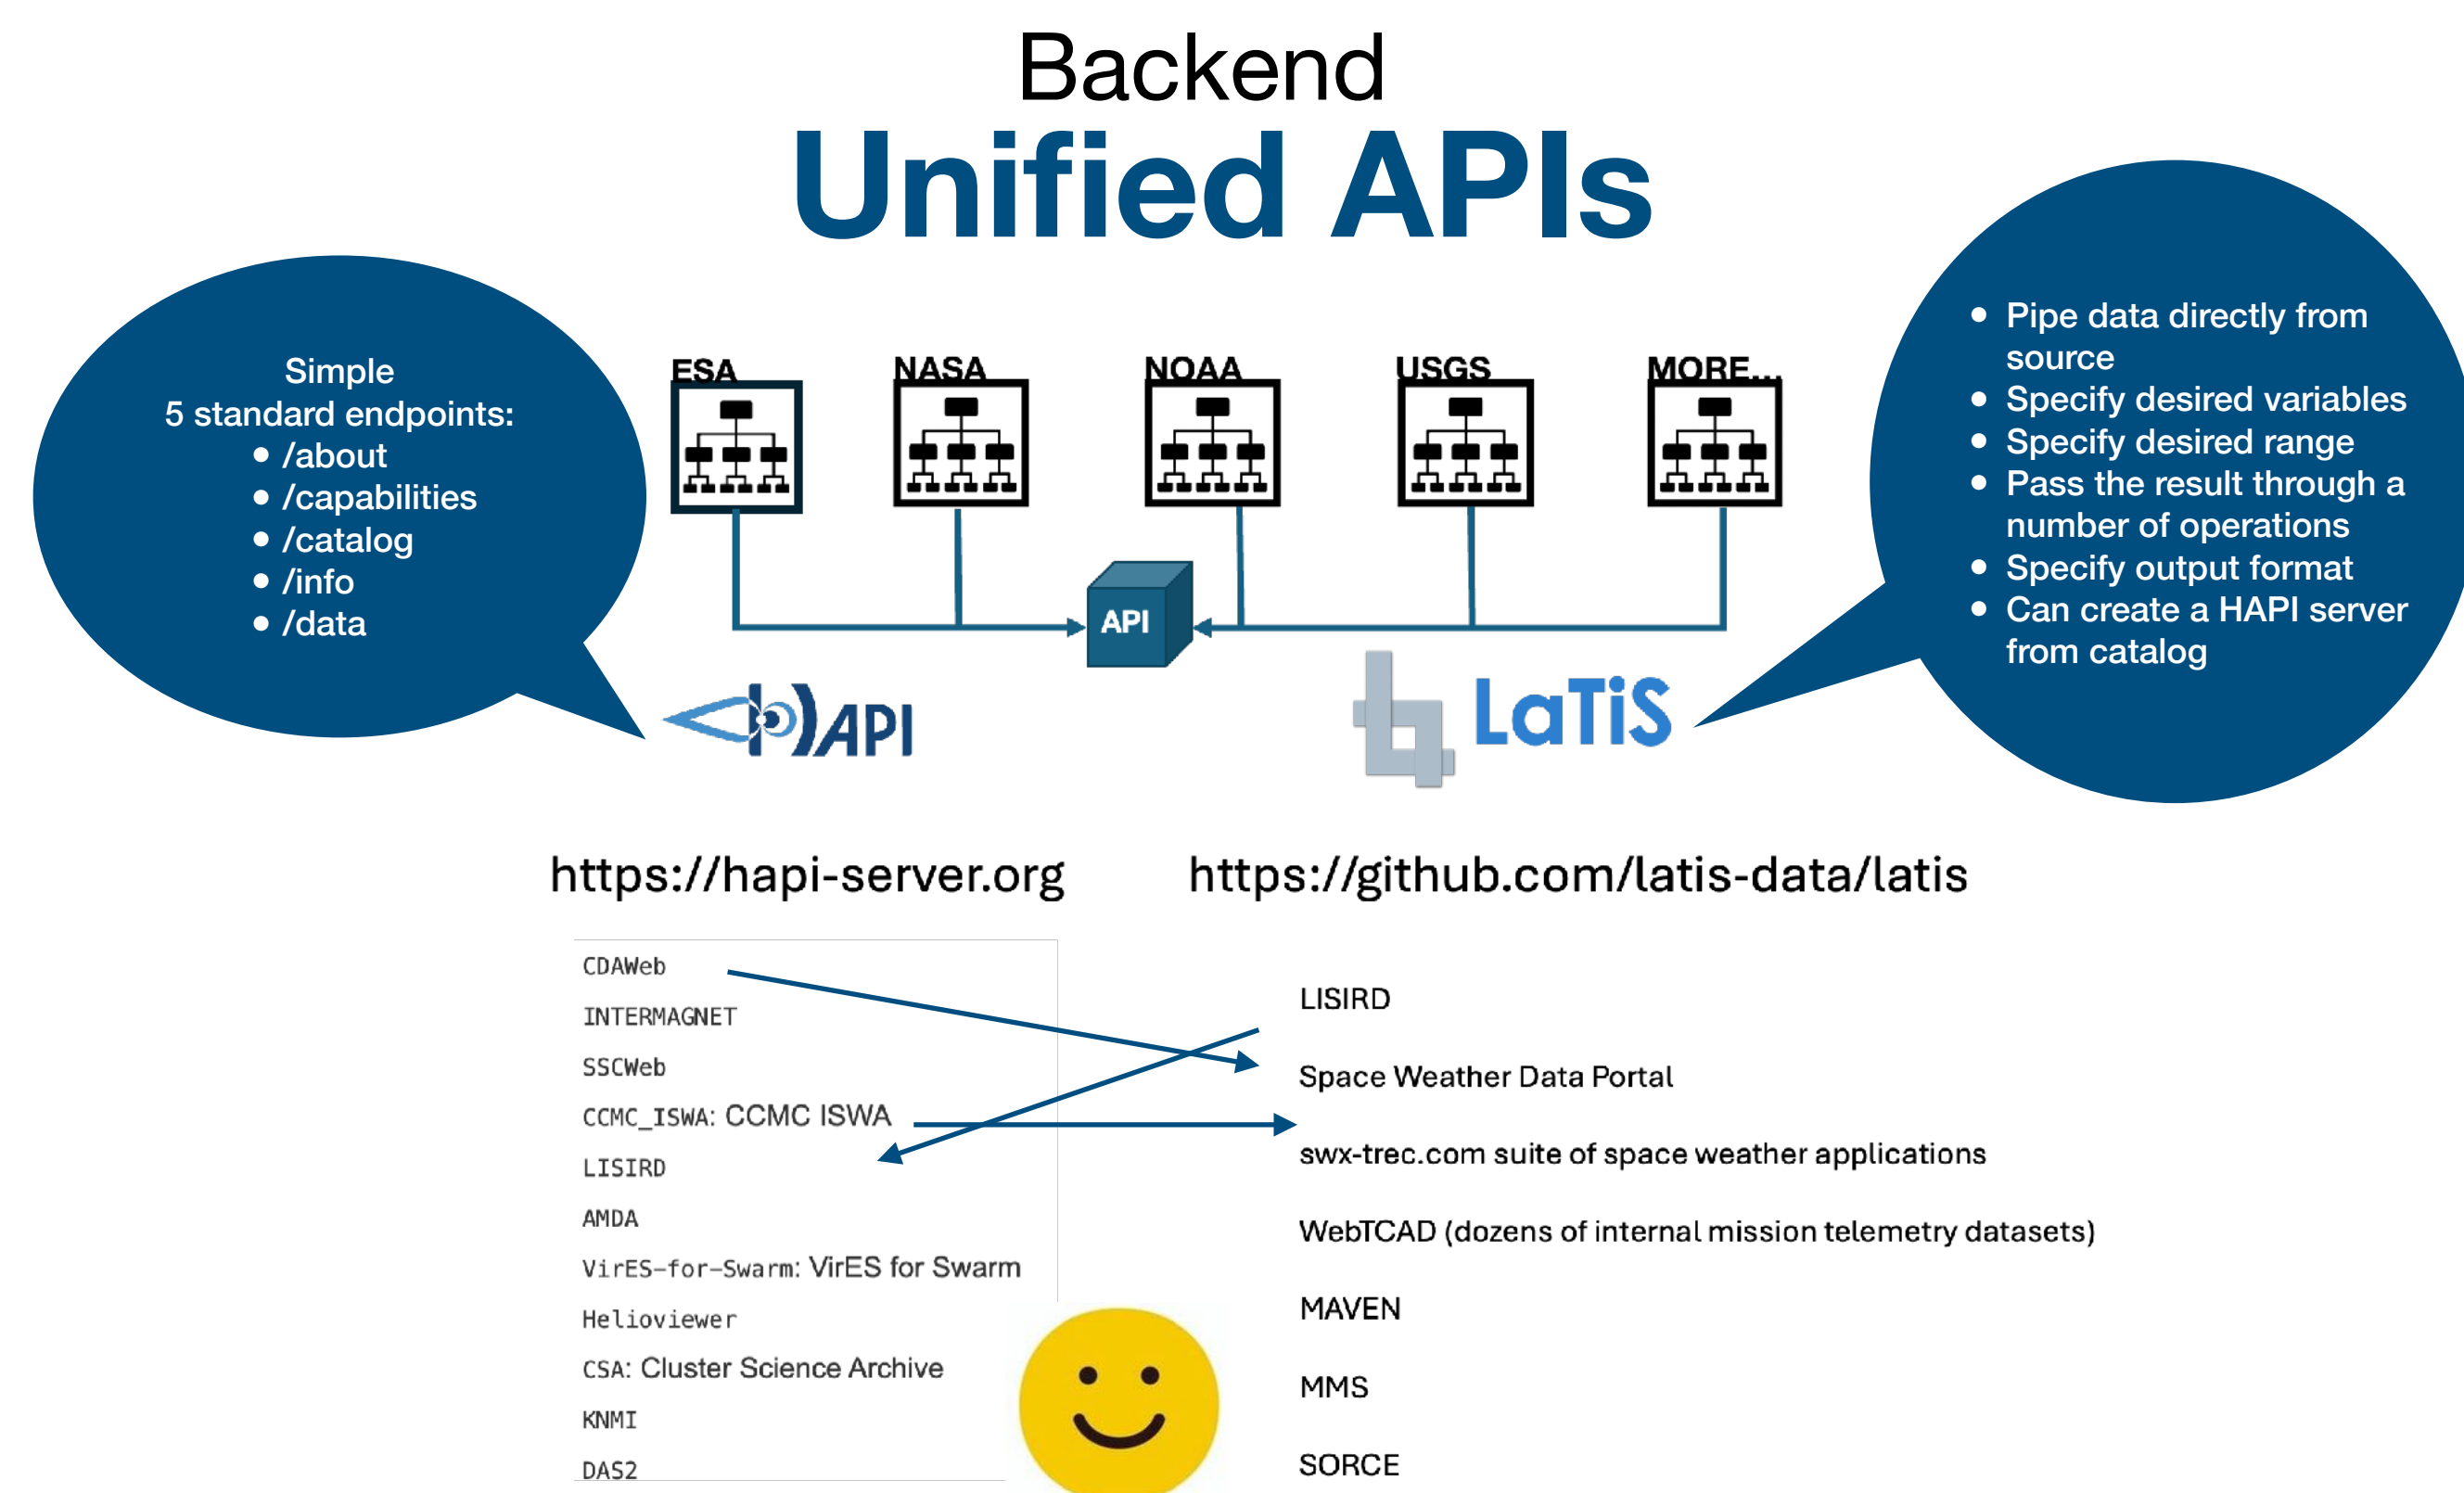 Backend
Unified APIs
Simple
5 standard endpoints:
• /about
• /capabilities
• /catalog
• /info
• /data
ESA
NASA
NOAA
USGS
MORE...
API
• Pipe data directly from
source
• Specify desired variables
• Specify desired range
• Pass the result through a
number of operations
• Specify output format
• Can create a HAPI server
from catalog
hAPI
LaTiS
https://hapi-server.org
https://github.com/latis-data/latis
CDAWeb
INTERMAGNET
SSCWeb
CCMC_ISWA: CCMC ISWA
LISIRD
AMDA
VirES-for-Swarm: VirES for Swarm
Helioviewer
CSA: Cluster Science Archive
KNMI
DAS2
LISIRD
Space Weather Data Portal
swx-trec.com suite of space weather applications
WebTCAD (dozens of internal mission telemetry datasets)
MAVEN
MMS
SORCE